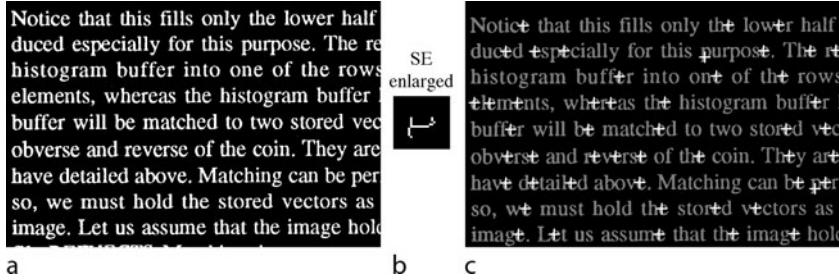 Notice that this fills only the lower half
duced especially for this purpose. The re
histogram buffer into one of the rows
elements, whereas the histogram buffer
buffer will be matched to two stored vec
obverse and reverse of the coin. They are
have detailed above. Matching can be per
so, we must hold the stored vectors as
image. Let us assume that the image hold
a
SE
enlarged
b
Notice that this fills only the lower half
duced especially for this purpose. The re
histogram buffer into one of the rows
elements, whereas the histogram buffer
buffer will be matched to two stored vec
obverse and reverse of the coin. They are
have detailed above. Matching can be per
so, we must hold the stored vectors as
image. Let us assume that the image hold
c